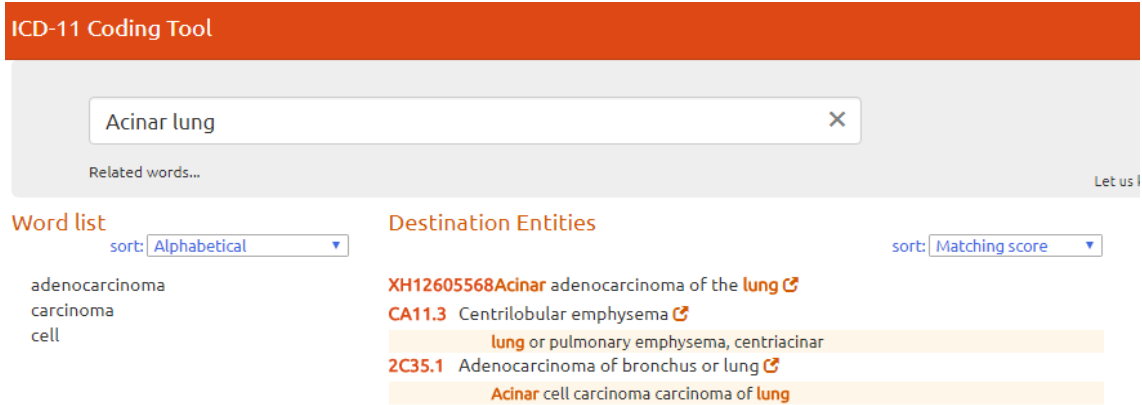 ICD-11 Coding Tool
Acinar lung ×
Related words...
Let us
Word list
sort: Alphabetical
adenocarcinoma
carcinoma
cell
Destination Entities
sort: Matching score
XH12605568Acinar adenocarcinoma of the lung
CA11.3 Centrilobular emphysema
lung or pulmonary emphysema, centriacinar
2C35.1 Adenocarcinoma of bronchus or lung
Acinar cell carcinoma carcinoma of lung